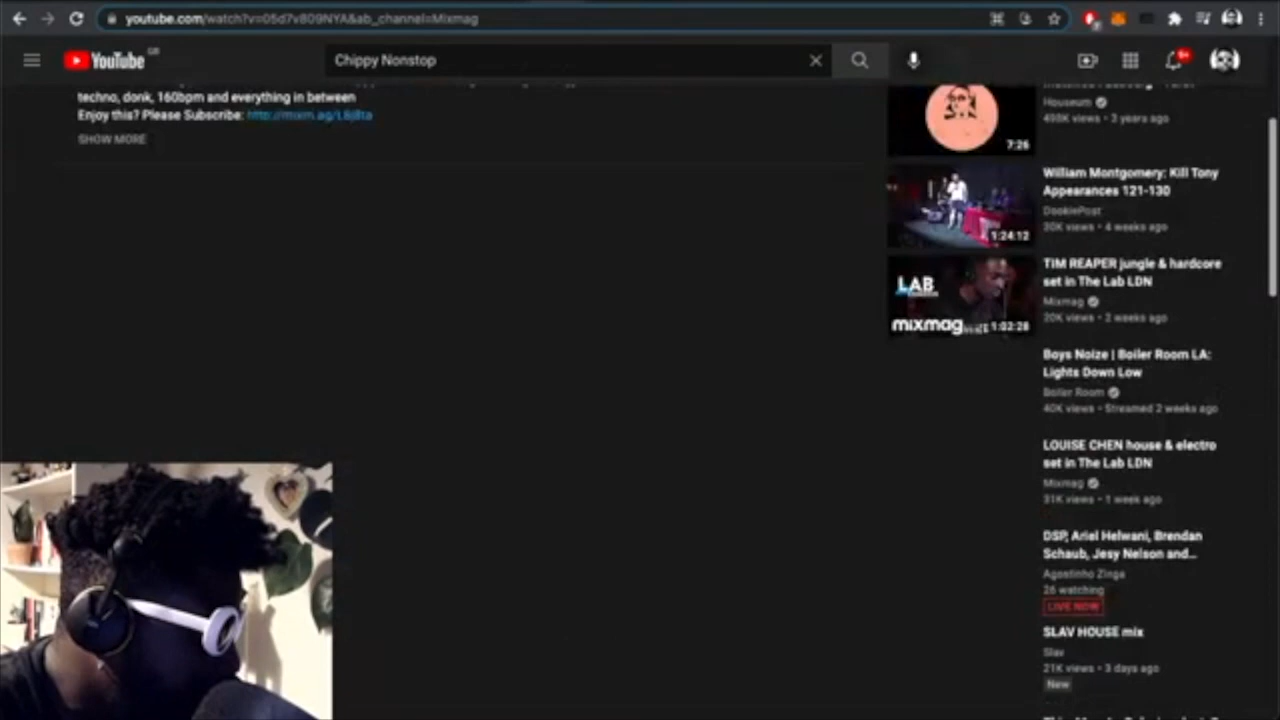 youtube.com/watch?v=05d7v809NYA&ab_channel=Mixmag
YouTube GB
Chippy Nonstop
9+
techno, donk, 160bpm and everything in between
Enjoy this? Please Subscribe: http://mixm.ag/L8j8ta
SHOW MORE
Houseum
498K views • 3 years ago
7:26
William Montgomery: Kill Tony
Appearances 121-130
DookiePost
20K views • 4 weeks ago
1:24:12
TIM REAPER jungle & hardcore
set in The Lab LDN
Mixmag
20K views • 2 weeks ago
LAB
mixmag
1:02:28
Boys Noize | Boiler Room LA:
Lights Down Low
Boiler Room
40K views • Streamed 2 weeks ago
LOUISE CHEN house & electro
set in The Lab LDN
Mixmag
31K views • 1 week ago
DSP, Ariel Helwani, Brendan
Schaub, Jesy Nelson and...
Agostinho Zinga
26 watching
LIVE NOW
SLAV HOUSE mix
Slav
21K views • 3 days ago
New